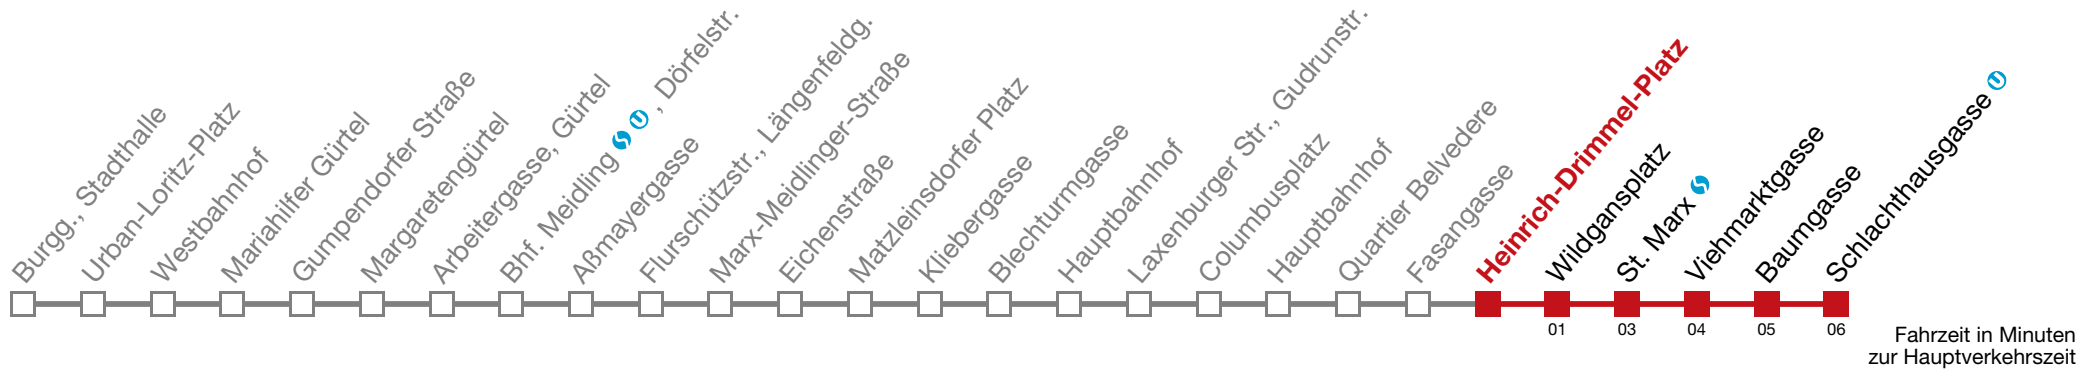 Burgg., Stadthalle
Urban-Loritz-Platz
Westbahnhof
Mariahilfer Gürtel
Gumpendorfer Straße
Margaretengürtel
Arbeitergasse, Gürtel
Bhf. Meidling S U , Dörfelstr.
Aßmayergasse
Flurschützstr., Längenfeldg.
Marx-Meidlinger-Straße
Eichenstraße
Matzleinsdorfer Platz
Kliebergasse
Blechturmgasse
Hauptbahnhof
Laxenburger Str., Gudrunstr.
Columbusplatz
Hauptbahnhof
Quartier Belvedere
Fasangasse
Heinrich-Drimmel-Platz
Wildgansplatz
St. Marx S
Viehmarktgasse
Baumgasse
Schlachthausgasse U
01 03 04 05 06
Fahrzeit in Minuten
zur Hauptverkehrszeit